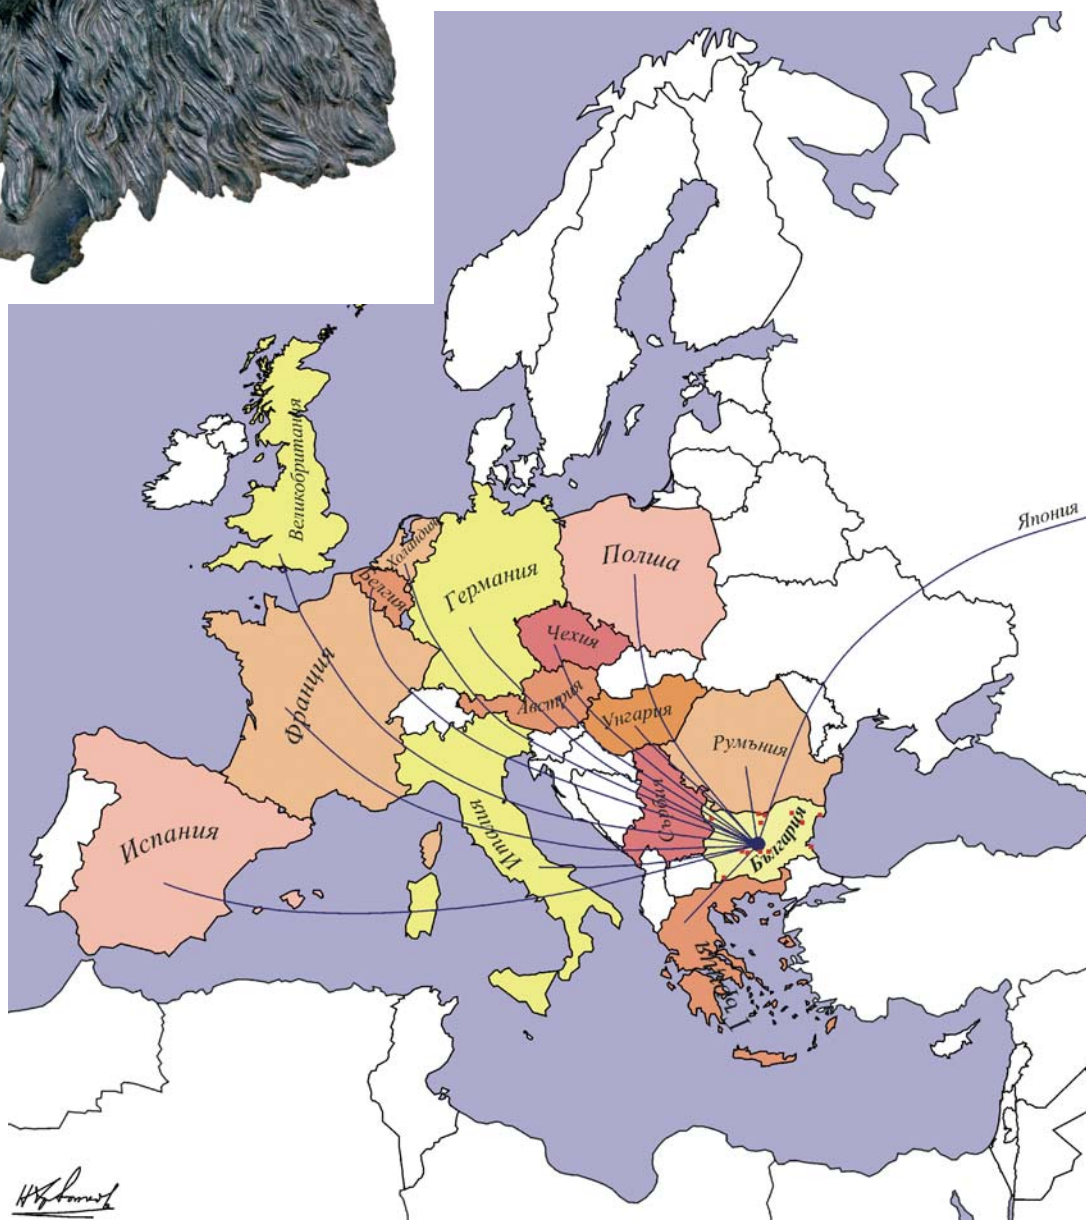 Великобритания
Холандия
Белгия
Германия
Полша
Япония
Чехия
Франция
Австрия
Унгария
Румъния
Сърбия
Испания
Италия
България
Гърция